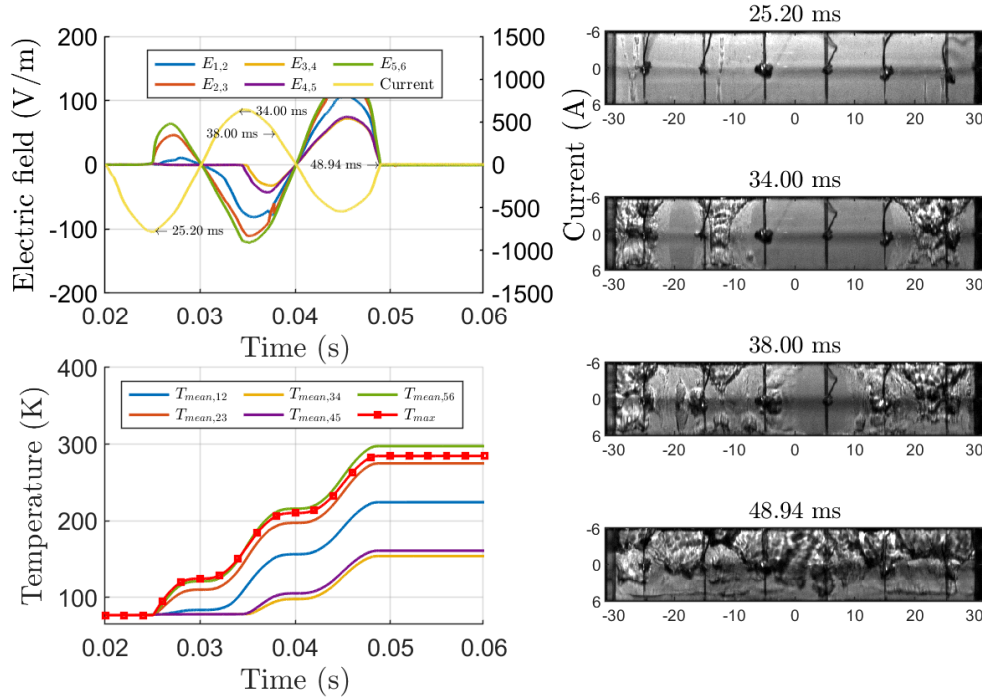 200
100
0
-100
-200
Electric field (V/m)
1500
1000
500
0
-500
-1000
-1500
Current (A)
E1,2 E3,4 E5,6
E2,3 E4,5 Current
← 34.00 ms
38.00 ms →
48.94 ms →
← 25.20 ms
0.02 0.03 0.04 0.05 0.06
Time (s)
400
300
200
100
Temperature (K)
Tmean,12 Tmean,34 Tmean,56
Tmean,23 Tmean,45 Tmax
0.02 0.03 0.04 0.05 0.06
Time (s)
25.20 ms
-6
0
6
-30 -20 -10 0 10 20 30
34.00 ms
-6
0
6
-30 -20 -10 0 10 20 30
38.00 ms
-6
0
6
-30 -20 -10 0 10 20 30
48.94 ms
-6
0
6
-30 -20 -10 0 10 20 30